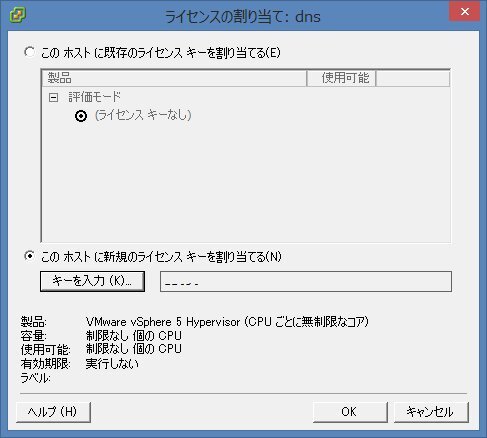 ライセンスの割り当て: dns
この ホスト に既存のライセンス キーを割り当てる(E)
製品 使用可能
評価モード
(ライセンス キーなし)
この ホスト に新規のライセンス キーを割り当てる(N)
キーを入力 (K)...
製品: VMware vSphere 5 Hypervisor (CPU ごとに無制限なコア)
容量: 制限なし 個の CPU
使用可能: 制限なし 個の CPU
有効期限: 実行しない
ラベル:
ヘルプ (H) OK キャンセル